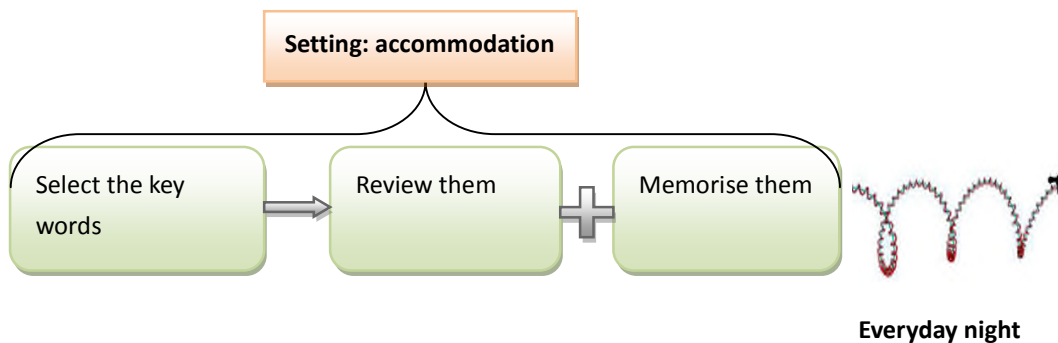 Setting: accommodation
Select the key
words
Review them
Memorise them
Everyday night